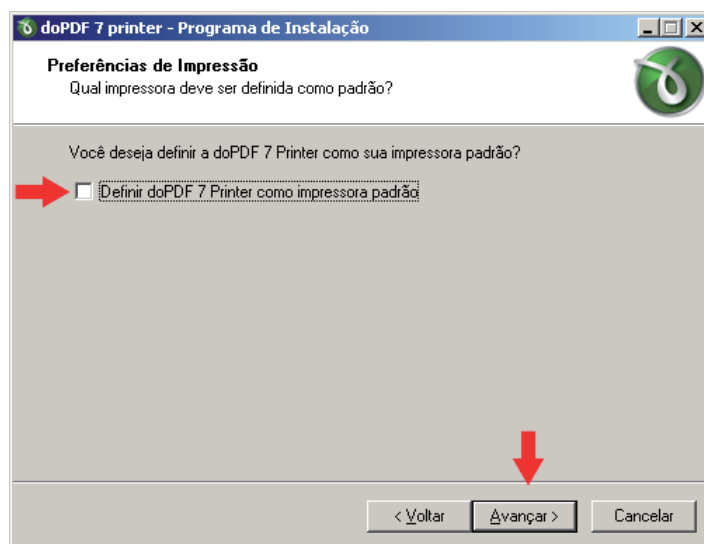 doPDF 7 printer - Programa de Instalação
Preferências de Impressão
Qual impressora deve ser definida como padrão?
Você deseja definir a doPDF 7 Printer como sua impressora padrão?
Definir doPDF 7 Printer como impressora padrão
< Voltar Avançar > Cancelar